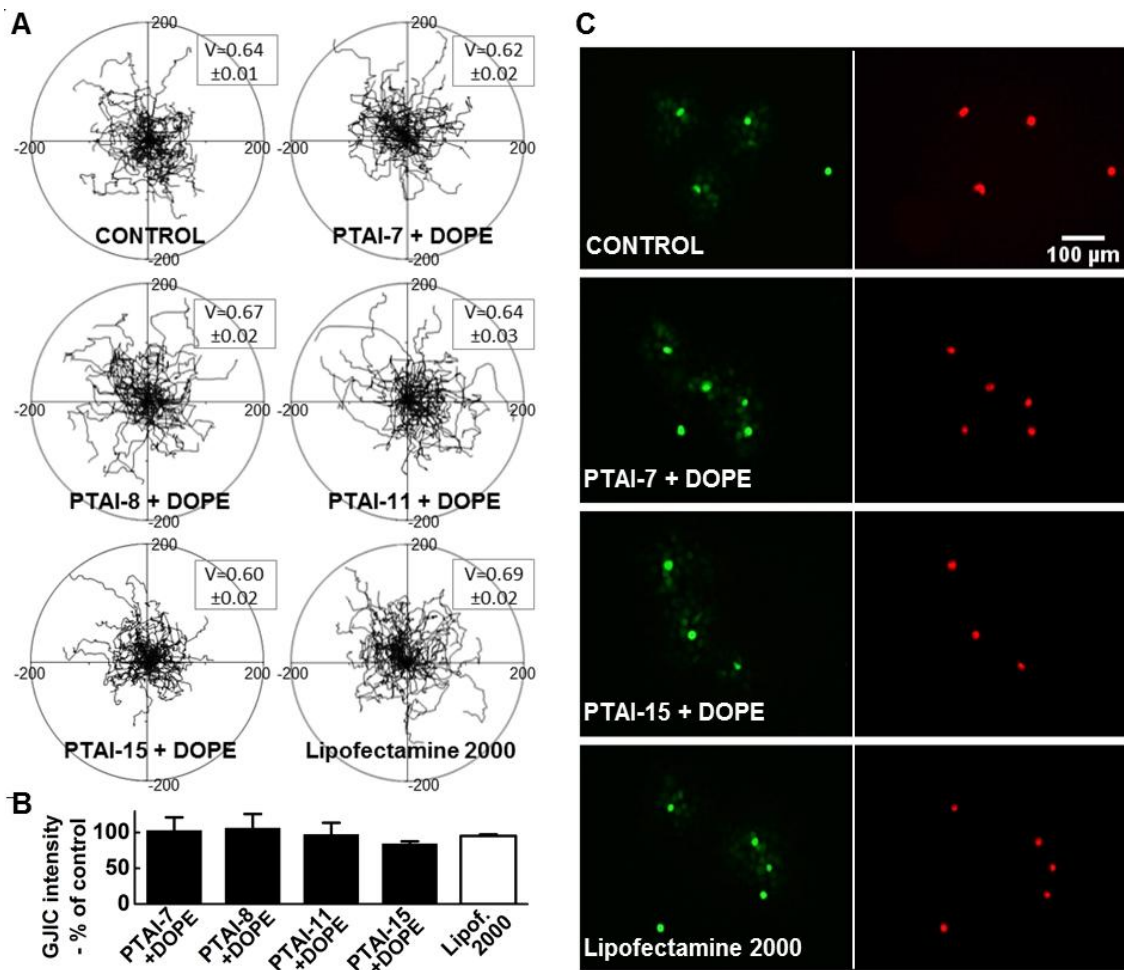 A
200
V=0.64
±0.01
-200
200
CONTROL
-200
200
V=0.62
±0.02
-200
200
PTAI-7 + DOPE
-200
200
V=0.67
±0.02
-200
200
PTAI-8 + DOPE
-200
200
V=0.64
±0.03
-200
200
PTAI-11 + DOPE
-200
200
V=0.60
±0.02
-200
200
PTAI-15 + DOPE
-200
200
V=0.69
±0.02
-200
200
Lipofectamine 2000
-200
B
GJIC intensity
- % of control
100
50
0
PTAI-7
+DOPE
PTAI-8
+DOPE
PTAI-11
+DOPE
PTAI-15
+DOPE
Lipof.
2000
C
CONTROL
100 µm
PTAI-7 + DOPE
PTAI-15 + DOPE
Lipofectamine 2000